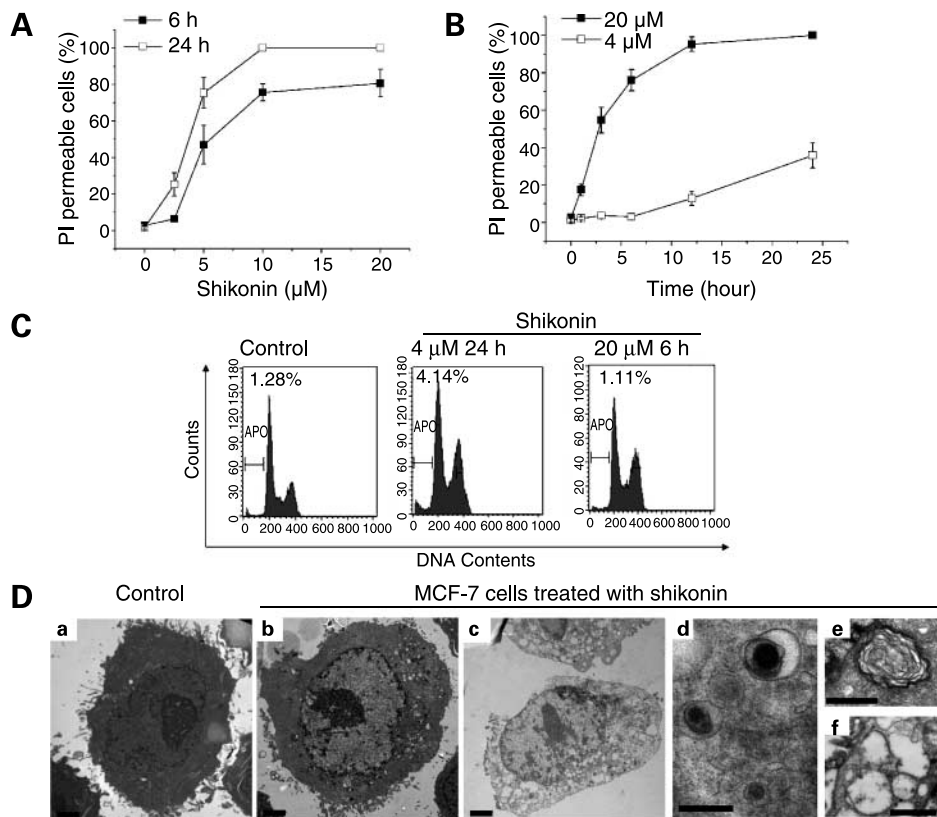 A
6 h
24 h
PI permeable cells (%)
100
80
60
40
20
0
0 5 10 15 20
Shikonin (µM)
B
20 µM
4 µM
PI permeable cells (%)
100
80
60
40
20
0
0 5 10 15 20 25
Time (hour)
C
Shikonin
Control
4 µM 24 h
20 µM 6 h
Counts
1.28%
APO
180
150
120
90
60
30
0
0 200 400 600 800 1000
4.14%
APO
180
150
120
90
60
30
0
0 200 400 600 800 1000
1.11%
APO
120
100
80
60
40
20
0
0 200 400 600 800 1000
DNA Contents
D
Control
MCF-7 cells treated with shikonin
a
b
c
d
e
f